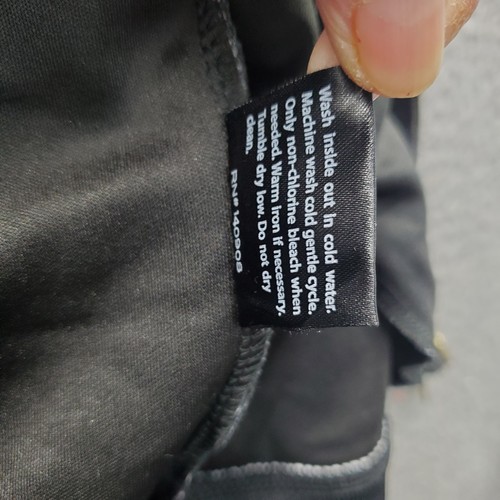 Wash inside out in cold water.
Machine wash cold gentle cycle.
Only non-chlorine bleach when
needed. Warm iron if necessary.
Tumble dry low. Do not dry
clean.
RN# 140906